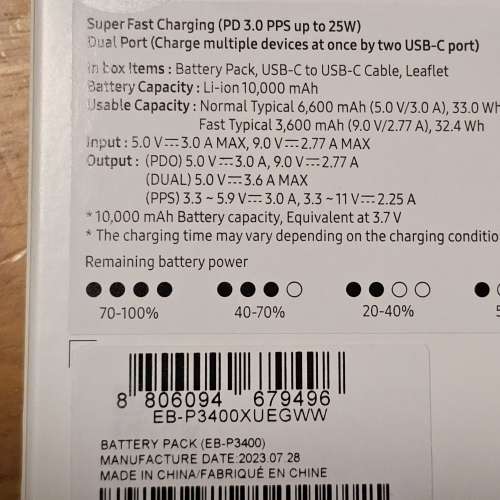 Super Fast Charging (PD 3.0 PPS up to 25W)
Dual Port (Charge multiple devices at once by two USB-C port)
In box Items : Battery Pack, USB-C to USB-C Cable, Leaflet
Battery Capacity : Li-ion 10,000 mAh
Usable Capacity : Normal Typical 6,600 mAh (5.0 V/3.0 A), 33.0 Wh
Fast Typical 3,600 mAh (9.0 V/2.77 A), 32.4 Wh
Input : 5.0 V⎓3.0 A MAX, 9.0 V⎓2.77 A MAX
Output : (PDO) 5.0 V⎓3.0 A, 9.0 V⎓2.77 A
(DUAL) 5.0 V⎓3.6 A MAX
(PPS) 3.3 ~ 5.9 V⎓3.0 A, 3.3 ~ 11 V⎓2.25 A
* 10,000 mAh Battery capacity, Equivalent at 3.7 V
* The charging time may vary depending on the charging conditio
Remaining battery power
70-100% 40-70% 20-40% 5
8 806094 679496
EB-P3400XUEGWW
BATTERY PACK (EB-P3400)
MANUFACTURE DATE:2023.07.28
MADE IN CHINA/FABRIQUÉ EN CHINE